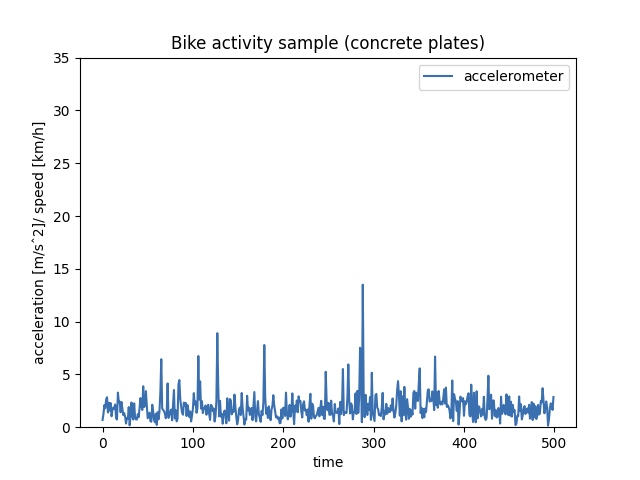 Bike activity sample (concrete plates)
accelerometer
acceleration [m/sˆ2]/ speed [km/h]
35
30
25
20
15
10
5
0
0 100 200 300 400 500
time